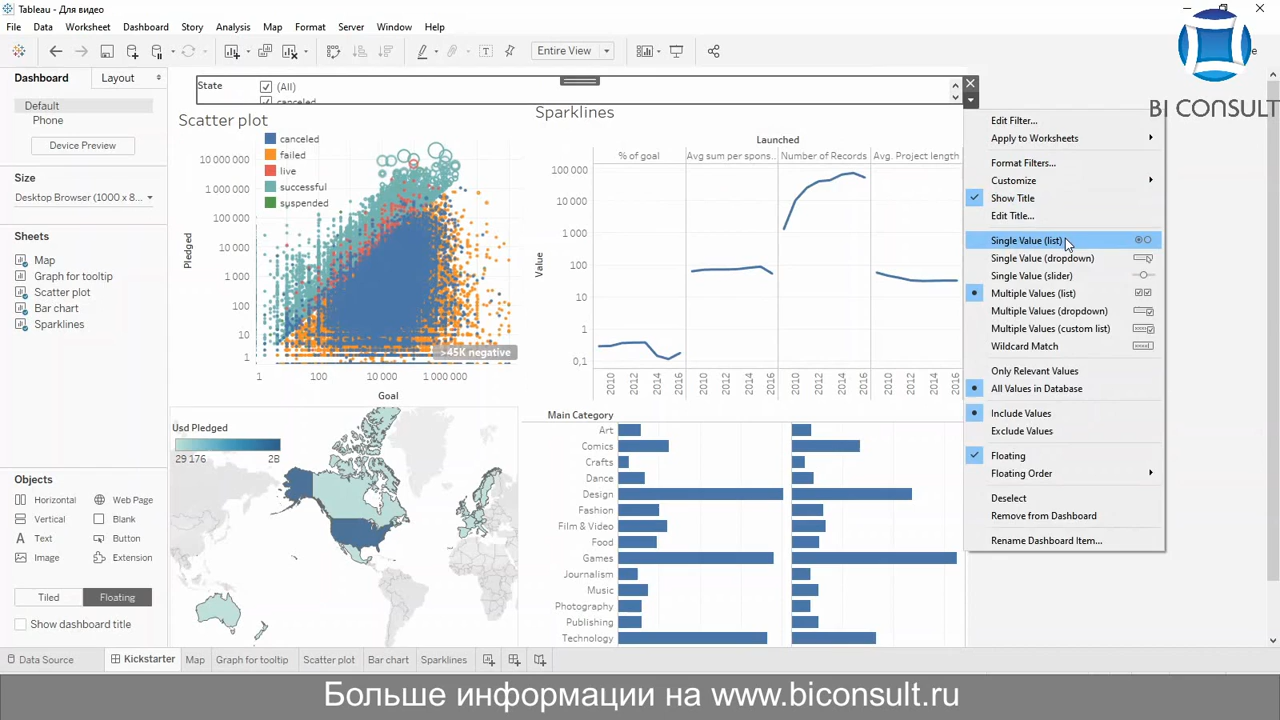 Tableau - Для видео
File Data Worksheet Dashboard Story Analysis Map Format Server Window Help
Entire View
BI CONSULT
Dashboard Layout
Default
Phone
Device Preview
Size
Desktop Browser (1000 x 8...
Sheets
Map
Graph for tooltip
Scatter plot
Bar chart
Sparklines
Objects
Horizontal Web Page
Vertical Blank
Text Button
Image Extension
Tiled Floating
Show dashboard title
State (All)
canceled
Scatter plot
canceled
failed
live
successful
suspended
Pledged
10 000 000
1 000 000
100 000
10 000
1 000
100
10
1
>45K negative
1 100 10 000 1 000 000
Goal
Sparklines
Launched
% of goal Avg sum per spons.. Number of Records Avg. Project length
Value
100 000
10 000
1 000
100
10
1
0,1
2010 2012 2014 2016 2010 2012 2014 2016 2010 2012 2014 2016 2010 2012 2014 2016
Usd Pledged
29 176 2B
Main Category
Art
Comics
Crafts
Dance
Design
Fashion
Film & Video
Food
Games
Journalism
Music
Photography
Publishing
Technology
Edit Filter...
Apply to Worksheets
Format Filters...
Customize
Show Title
Edit Title...
Single Value (list)
Single Value (dropdown)
Single Value (slider)
Multiple Values (list)
Multiple Values (dropdown)
Multiple Values (custom list)
Wildcard Match
Only Relevant Values
All Values in Database
Include Values
Exclude Values
Floating
Floating Order
Deselect
Remove from Dashboard
Rename Dashboard Item...
Data Source Kickstarter Map Graph for tooltip Scatter plot Bar chart Sparklines
Больше информации на www.biconsult.ru